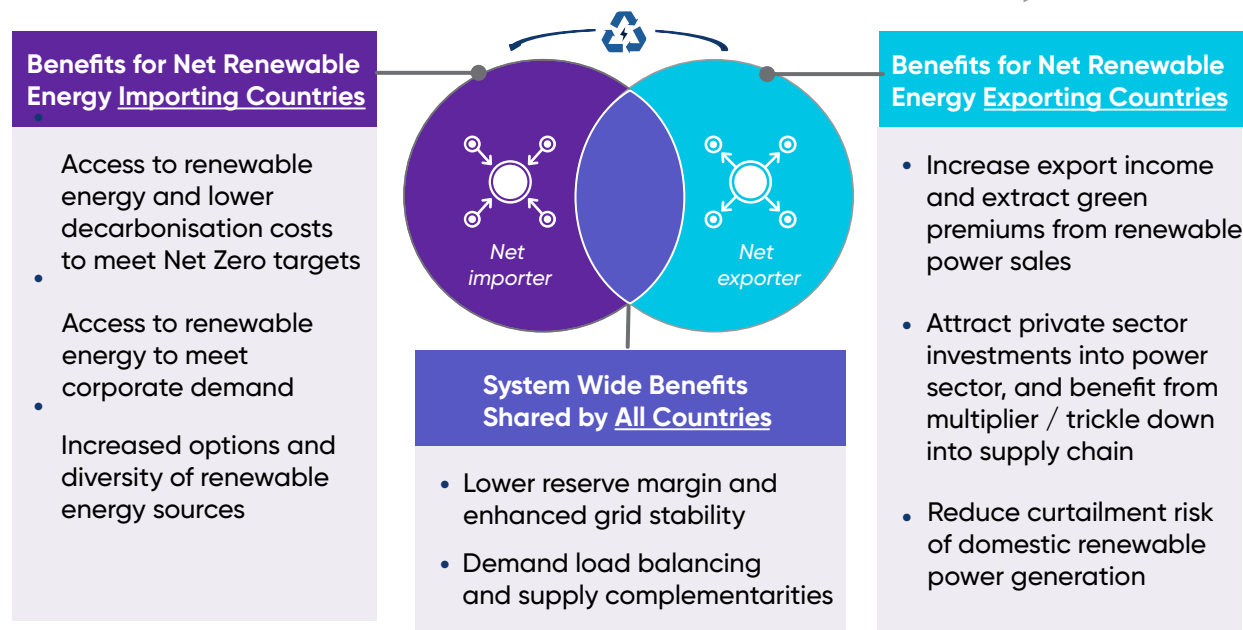 Benefits for Net Renewable
Energy Importing Countries
• Access to renewable
energy and lower
decarbonisation costs
to meet Net Zero targets
• Access to renewable
energy to meet
corporate demand
• Increased options and
diversity of renewable
energy sources
Net
importer
Net
exporter
System Wide Benefits
Shared by All Countries
• Lower reserve margin and
enhanced grid stability
• Demand load balancing
and supply complementarities
Benefits for Net Renewable
Energy Exporting Countries
• Increase export income
and extract green
premiums from renewable
power sales
• Attract private sector
investments into power
sector, and benefit from
multiplier / trickle down
into supply chain
• Reduce curtailment risk
of domestic renewable
power generation